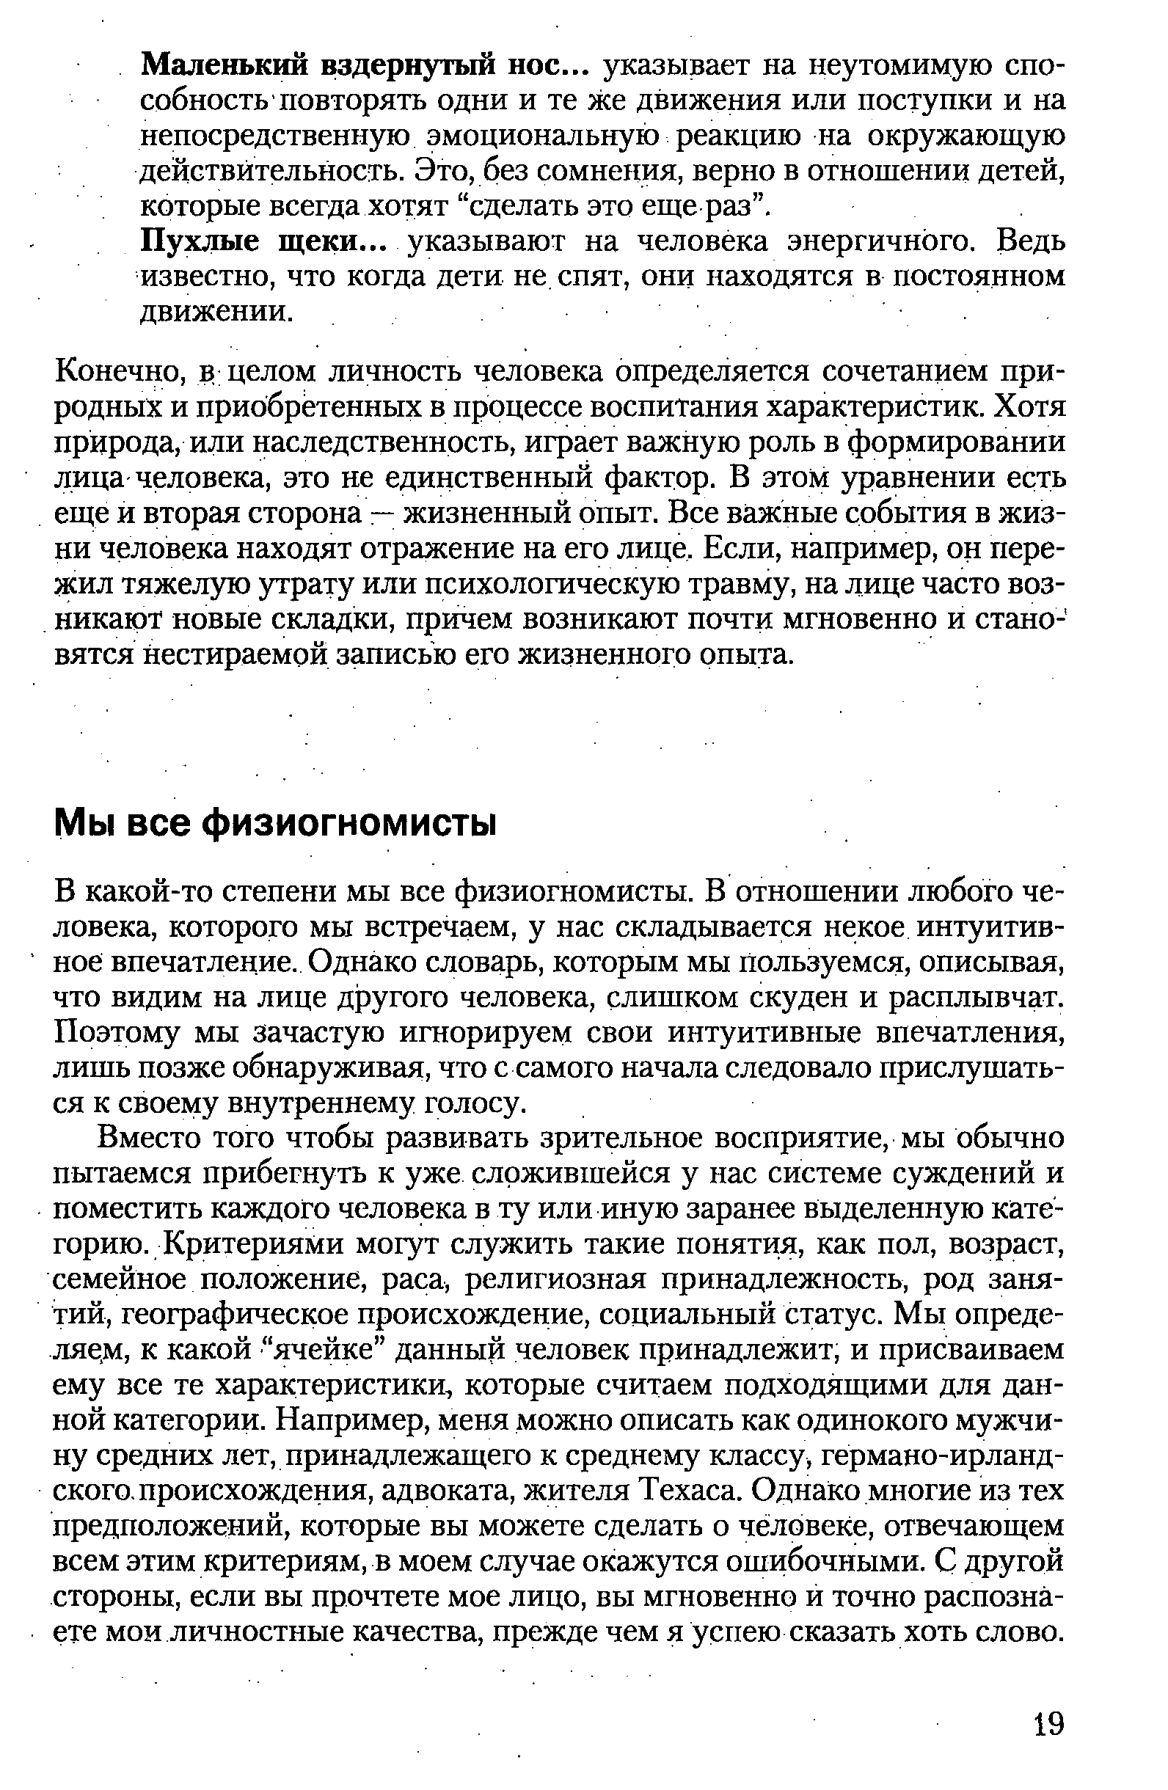 Маленький вздернутый нос... указывает на неутомимую спо-
собность повторять одни и те же движения или поступки и на
непосредственную эмоциональную реакцию на окружающую
действительность. Это, без сомнения, верно в отношении детей,
которые всегда хотят “сделать это еще раз”.
Пухлые щеки... указывают на человека энергичного. Ведь
известно, что когда дети не спят, они находятся в постоянном
движении.
Конечно, в целом личность человека определяется сочетанием при-
родных и приобретенных в процессе воспитания характеристик. Хотя
природа, или наследственность, играет важную роль в формировании
лица человека, это не единственный фактор. В этом уравнении есть
еще и вторая сторона — жизненный опыт. Все важные события в жиз-
ни человека находят отражение на его лице. Если, например, он пере-
жил тяжелую утрату или психологическую травму, на лице часто воз-
никают новые складки, причем возникают почти мгновенно и стано-
вятся нестираемой записью его жизненного опыта.
Мы все физиогномисты
В какой-то степени мы все физиогномисты. В отношении любого че-
ловека, которого мы встречаем, у нас складывается некое интуитив-
ное впечатление. Однако словарь, которым мы пользуемся, описывая,
что видим на лице другого человека, слишком скуден и расплывчат.
Поэтому мы зачастую игнорируем свои интуитивные впечатления,
лишь позже обнаруживая, что с самого начала следовало прислушать-
ся к своему внутреннему голосу.
Вместо того чтобы развивать зрительное восприятие, мы обычно
пытаемся прибегнуть к уже сложившейся у нас системе суждений и
поместить каждого человека в ту или иную заранее выделенную кате-
горию. Критериями могут служить такие понятия, как пол, возраст,
семейное положение, раса, религиозная принадлежность, род заня-
тий, географическое происхождение, социальный статус. Мы опреде-
ляем, к какой “ячейке” данный человек принадлежит, и присваиваем
ему все те характеристики, которые считаем подходящими для дан-
ной категории. Например, меня можно описать как одинокого мужчи-
ну средних лет, принадлежащего к среднему классу, германо-ирланд-
ского происхождения, адвоката, жителя Техаса. Однако многие из тех
предположений, которые вы можете сделать о человеке, отвечающем
всем этим критериям, в моем случае окажутся ошибочными. С другой
стороны, если вы прочтете мое лицо, вы мгновенно и точно распозна-
ете мои личностные качества, прежде чем я успею сказать хоть слово.
19